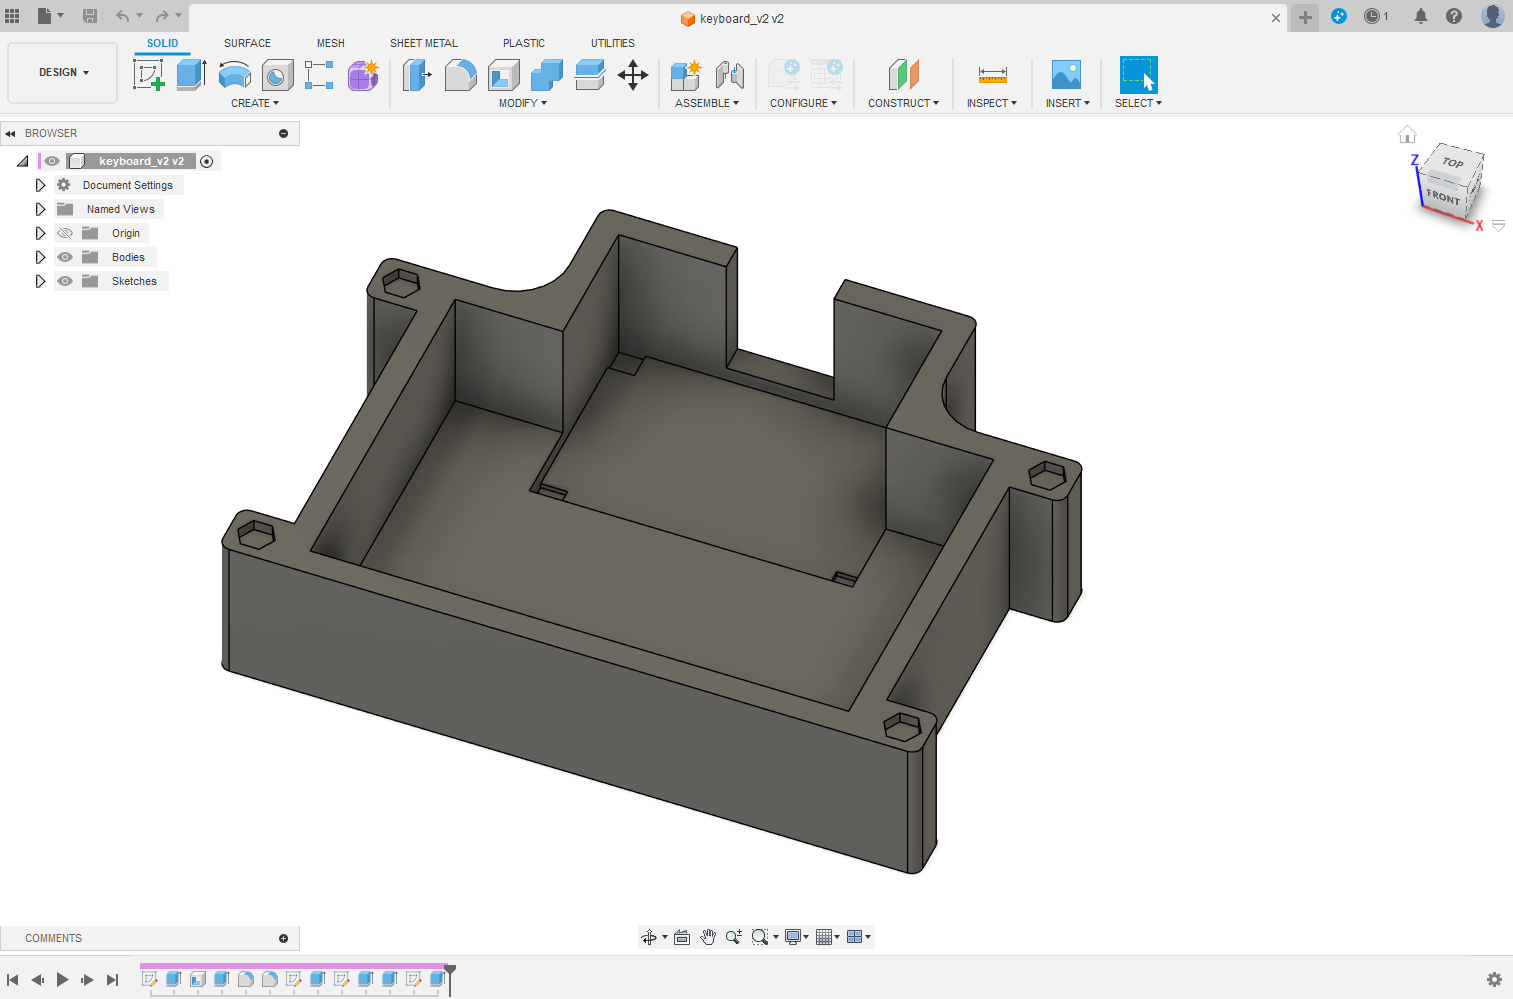 keyboard_v2 v2
1
DESIGN
SOLID
SURFACE
MESH
SHEET METAL
PLASTIC
UTILITIES
CREATE
MODIFY
ASSEMBLE
CONFIGURE
CONSTRUCT
INSPECT
INSERT
SELECT
BROWSER
keyboard_v2 v2
Document Settings
Named Views
Origin
Bodies
Sketches
Z
TOP
FRONT
X
COMMENTS